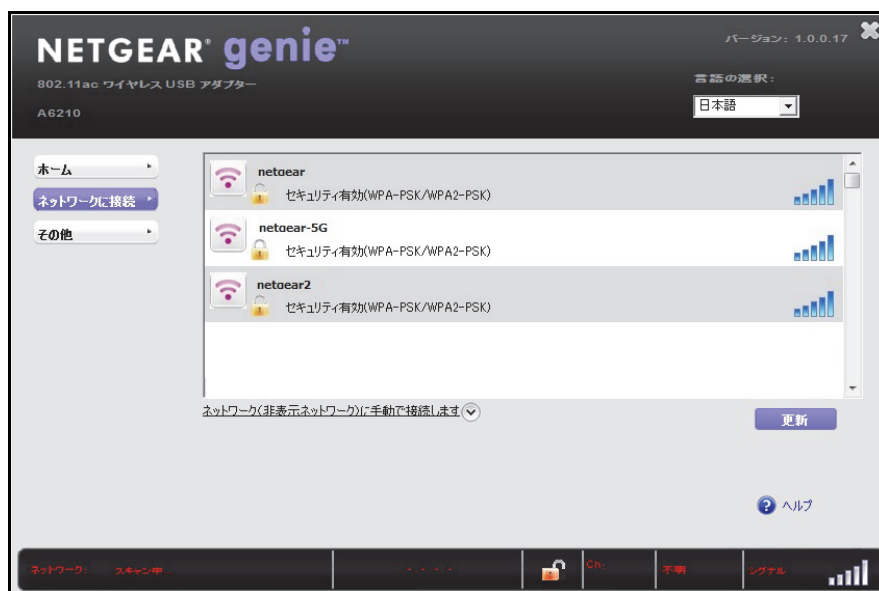 NETGEAR® genie™
バージョン: 1.0.0.17
802.11ac ワイヤレス USB アダプター
言語の選択:
A6210
日本語
ホーム
ネットワークに接続
その他
netgear
セキュリティ有効(WPA-PSK/WPA2-PSK)
netgear-5G
セキュリティ有効(WPA-PSK/WPA2-PSK)
netgear2
セキュリティ有効(WPA-PSK/WPA2-PSK)
ネットワーク(非表示ネットワーク)に手動で接続します
更新
? ヘルプ
ネットワーク: スキャン中
- . - . - . -
Ch:
不明
シグナル